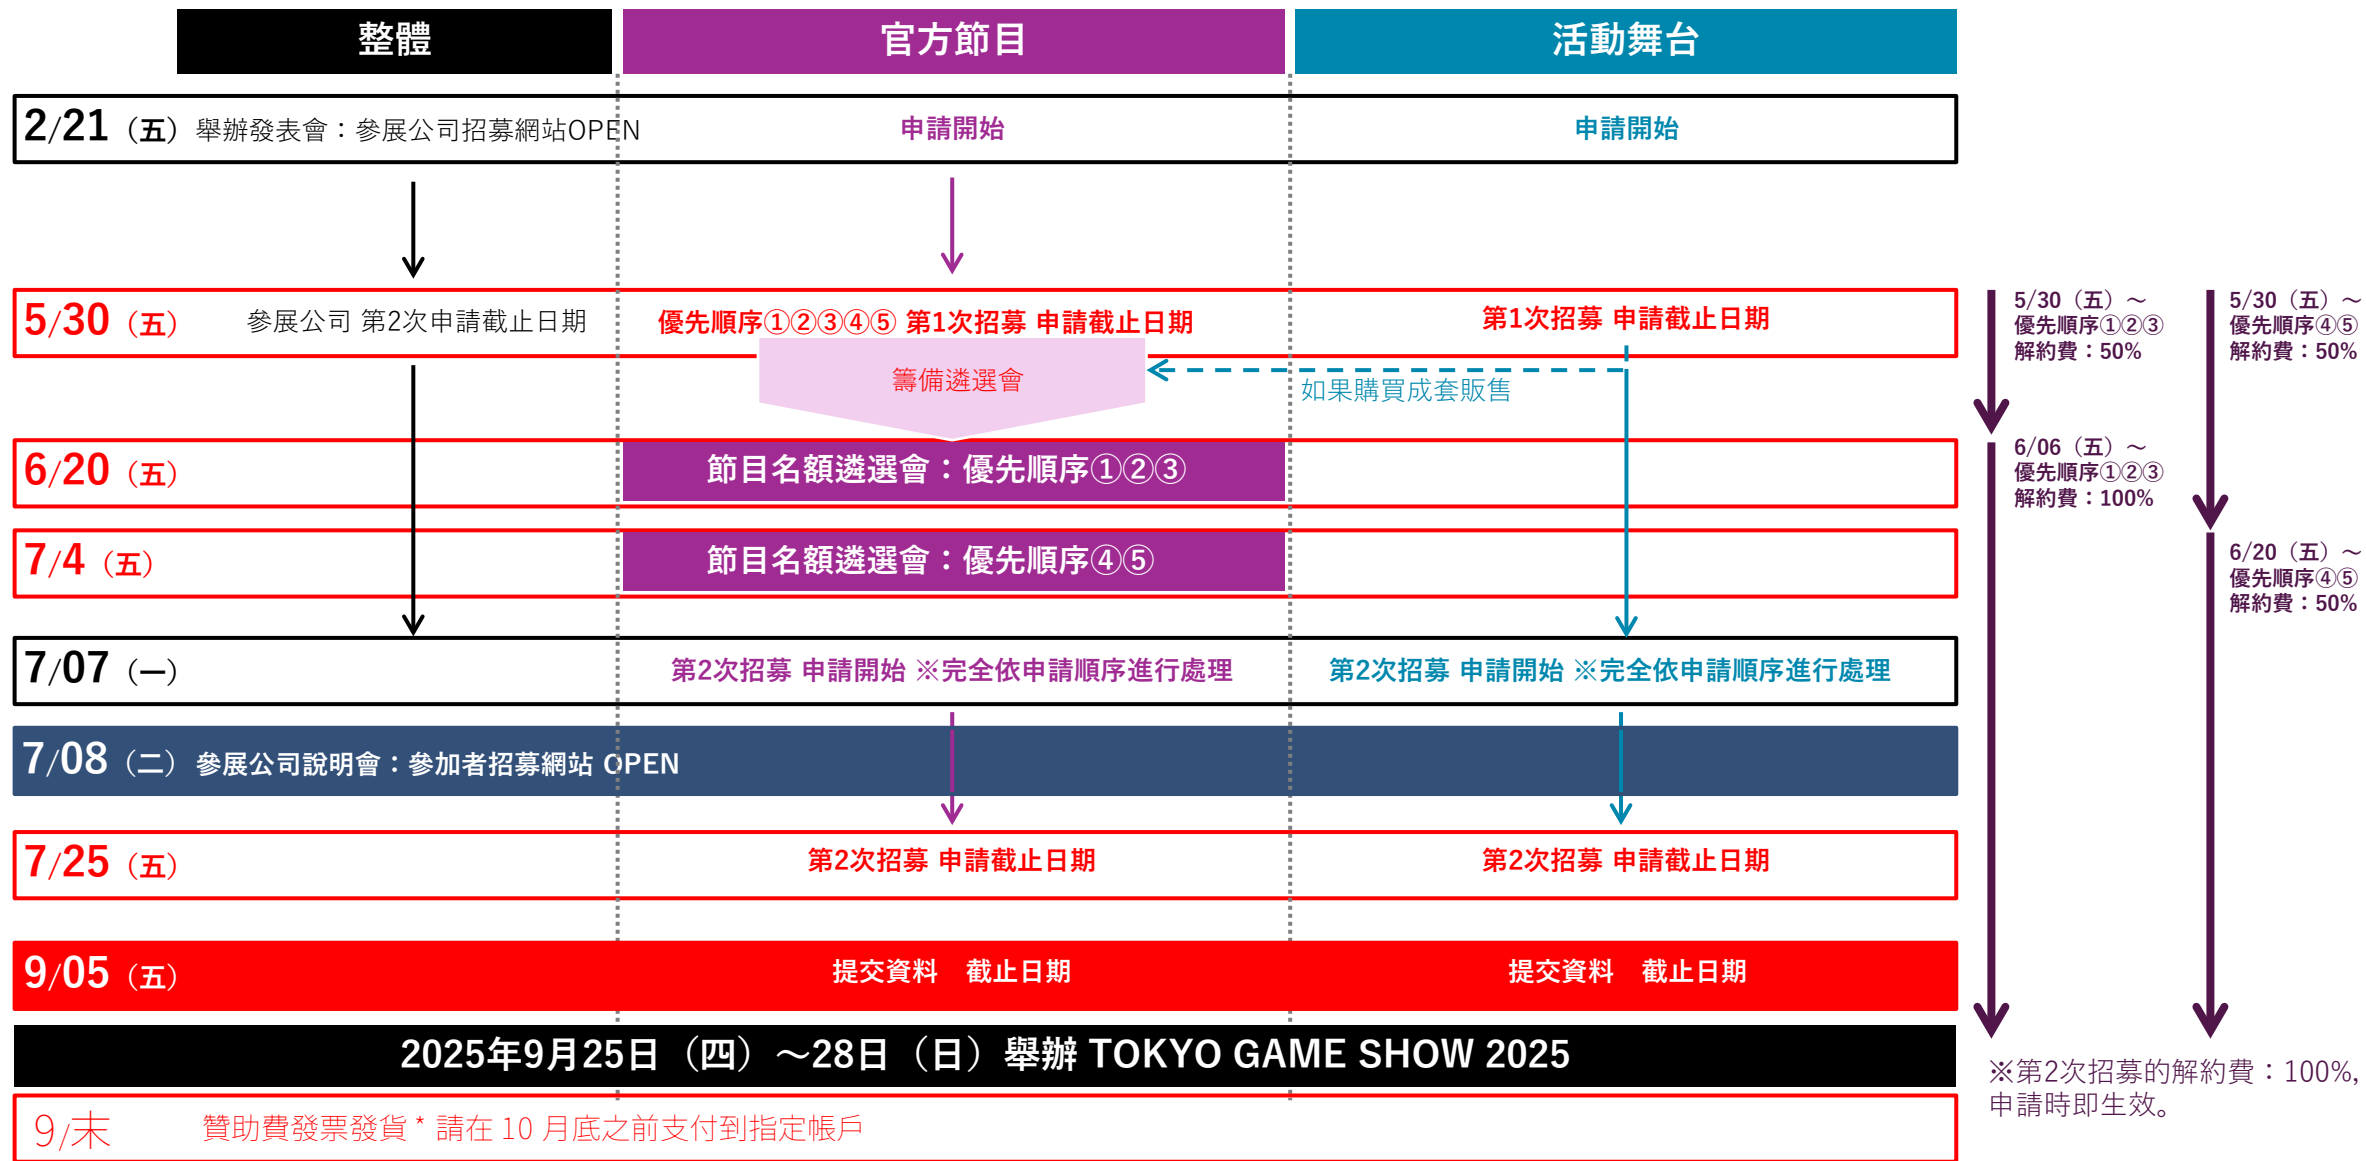 整體
官方節目
活動舞台
2/21（五）舉辦發表會：參展公司招募網站OPEN
申請開始
申請開始
5/30（五）
參展公司 第2次申請截止日期
優先順序①②③④⑤ 第1次招募 申請截止日期
第1次招募 申請截止日期
籌備遴選會
如果購買成套販售
6/20（五）
節目名額遴選會：優先順序①②③
7/4（五）
節目名額遴選會：優先順序④⑤
7/07（一）
第2次招募 申請開始 ※完全依申請順序進行處理
第2次招募 申請開始 ※完全依申請順序進行處理
7/08（二）參展公司說明會：參加者招募網站 OPEN
7/25（五）
第2次招募 申請截止日期
第2次招募 申請截止日期
9/05（五）
提交資料　截止日期
提交資料　截止日期
2025年9月25日（四）～28日（日）舉辦 TOKYO GAME SHOW 2025
9/末
贊助費發票發貨 * 請在 10 月底之前支付到指定帳戶
5/30（五）～
優先順序①②③
解約費：50%
6/06（五）～
優先順序①②③
解約費：100%
5/30（五）～
優先順序④⑤
解約費：50%
6/20（五）～
優先順序④⑤
解約費：50%
※第2次招募的解約費：100%,
申請時即生效。